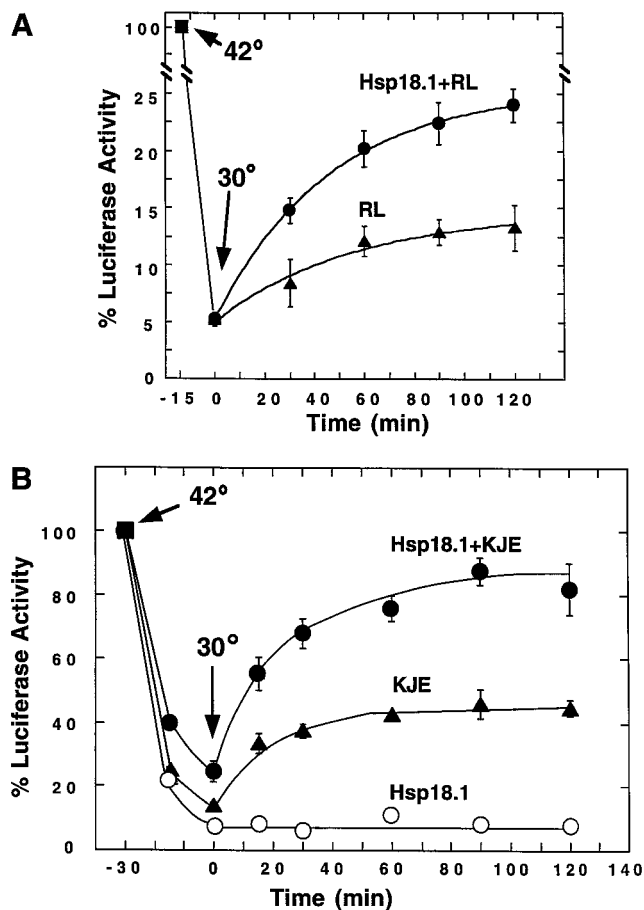 A
% Luciferase Activity
100
25
20
15
10
5
0
42°
30°
Hsp18.1+RL
RL
-15 0 20 40 60 80 100 120
Time (min)
B
% Luciferase Activity
100
80
60
40
20
0
42°
30°
Hsp18.1+KJE
KJE
Hsp18.1
-30 0 20 40 60 80 100 120 140
Time (min)